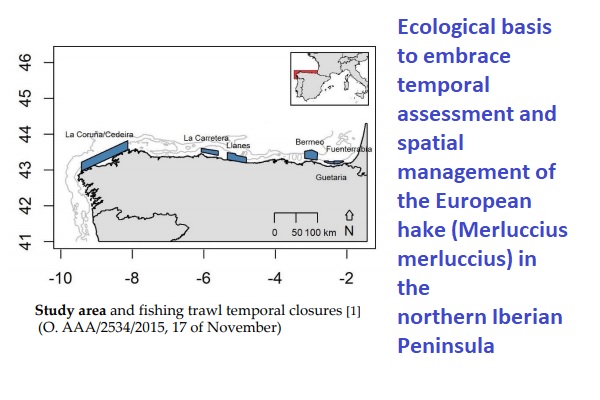 Ecological basis
to embrace
temporal
assessment and
spatial
management of
the European
hake (Merluccius
merluccius) in
the
northern Iberian
Peninsula
46
45
44
43
42
41
La Coruña/Cedeira
La Carretera
Llanes
Bermeo
Fuenterrabia
Guetaria
0 50 100 km
N
-10 -8 -6 -4 -2
Study area and fishing trawl temporal closures [1]
(O. AAA/2534/2015, 17 of November)